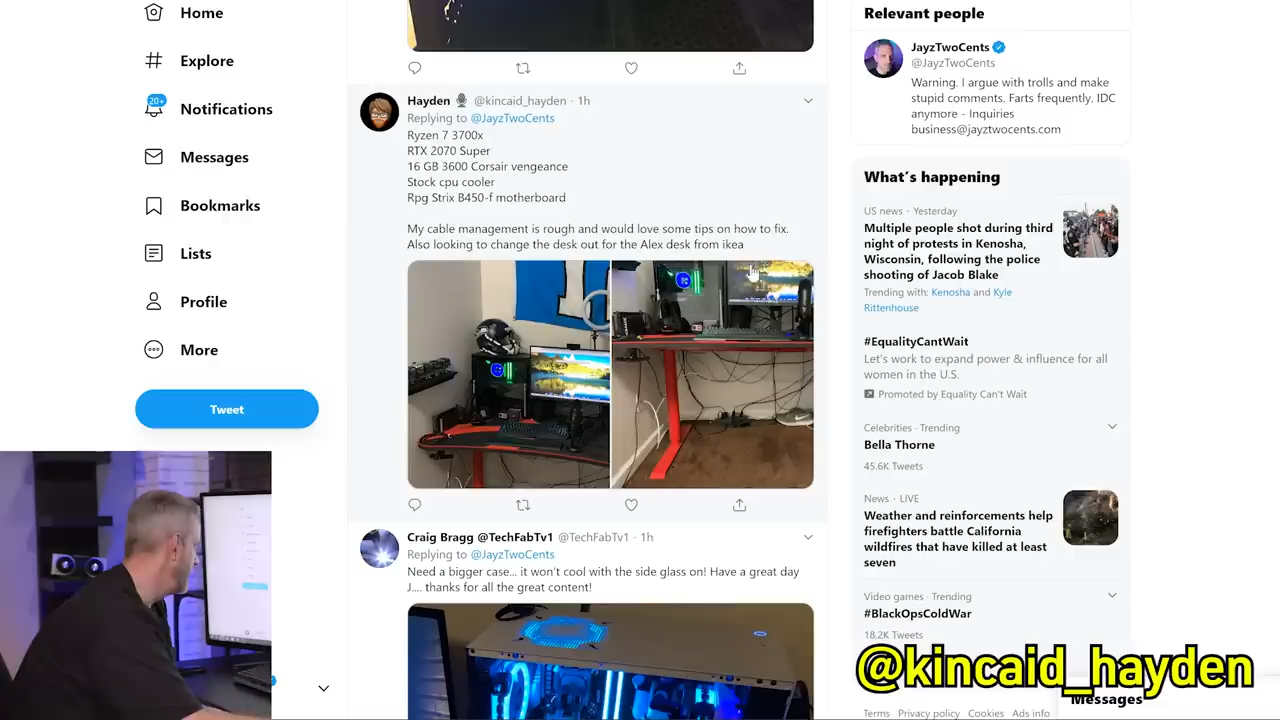 Home
Explore
20+
Notifications
Messages
Bookmarks
Lists
Profile
More
Tweet
Hayden @kincaid_hayden · 1h
Replying to @JayzTwoCents
Ryzen 7 3700x
RTX 2070 Super
16 GB 3600 Corsair vengeance
Stock cpu cooler
Rpg Strix B450-f motherboard
My cable management is rough and would love some tips on how to fix.
Also looking to change the desk out for the Alex desk from ikea
Craig Bragg @TechFabTv1 @TechFabTv1 · 1h
Replying to @JayzTwoCents
Need a bigger case... it won't cool with the side glass on! Have a great day
J.... thanks for all the great content!
Relevant people
JayzTwoCents
@JayzTwoCents
Warning. I argue with trolls and make
stupid comments. Farts frequently. IDC
anymore - Inquiries
business@jayztwocents.com
What's happening
US news · Yesterday
Multiple people shot during third
night of protests in Kenosha,
Wisconsin, following the police
shooting of Jacob Blake
Trending with: Kenosha and Kyle
Rittenhouse
#EqualityCantWait
Let's work to expand power & influence for all
women in the U.S.
Promoted by Equality Can't Wait
Celebrities · Trending
Bella Thorne
45.6K Tweets
News · LIVE
Weather and reinforcements help
firefighters battle California
wildfires that have killed at least
seven
Video games · Trending
#BlackOpsColdWar
18.2K Tweets
@kincaid_hayden
Messages
Terms Privacy policy Cookies Ads info